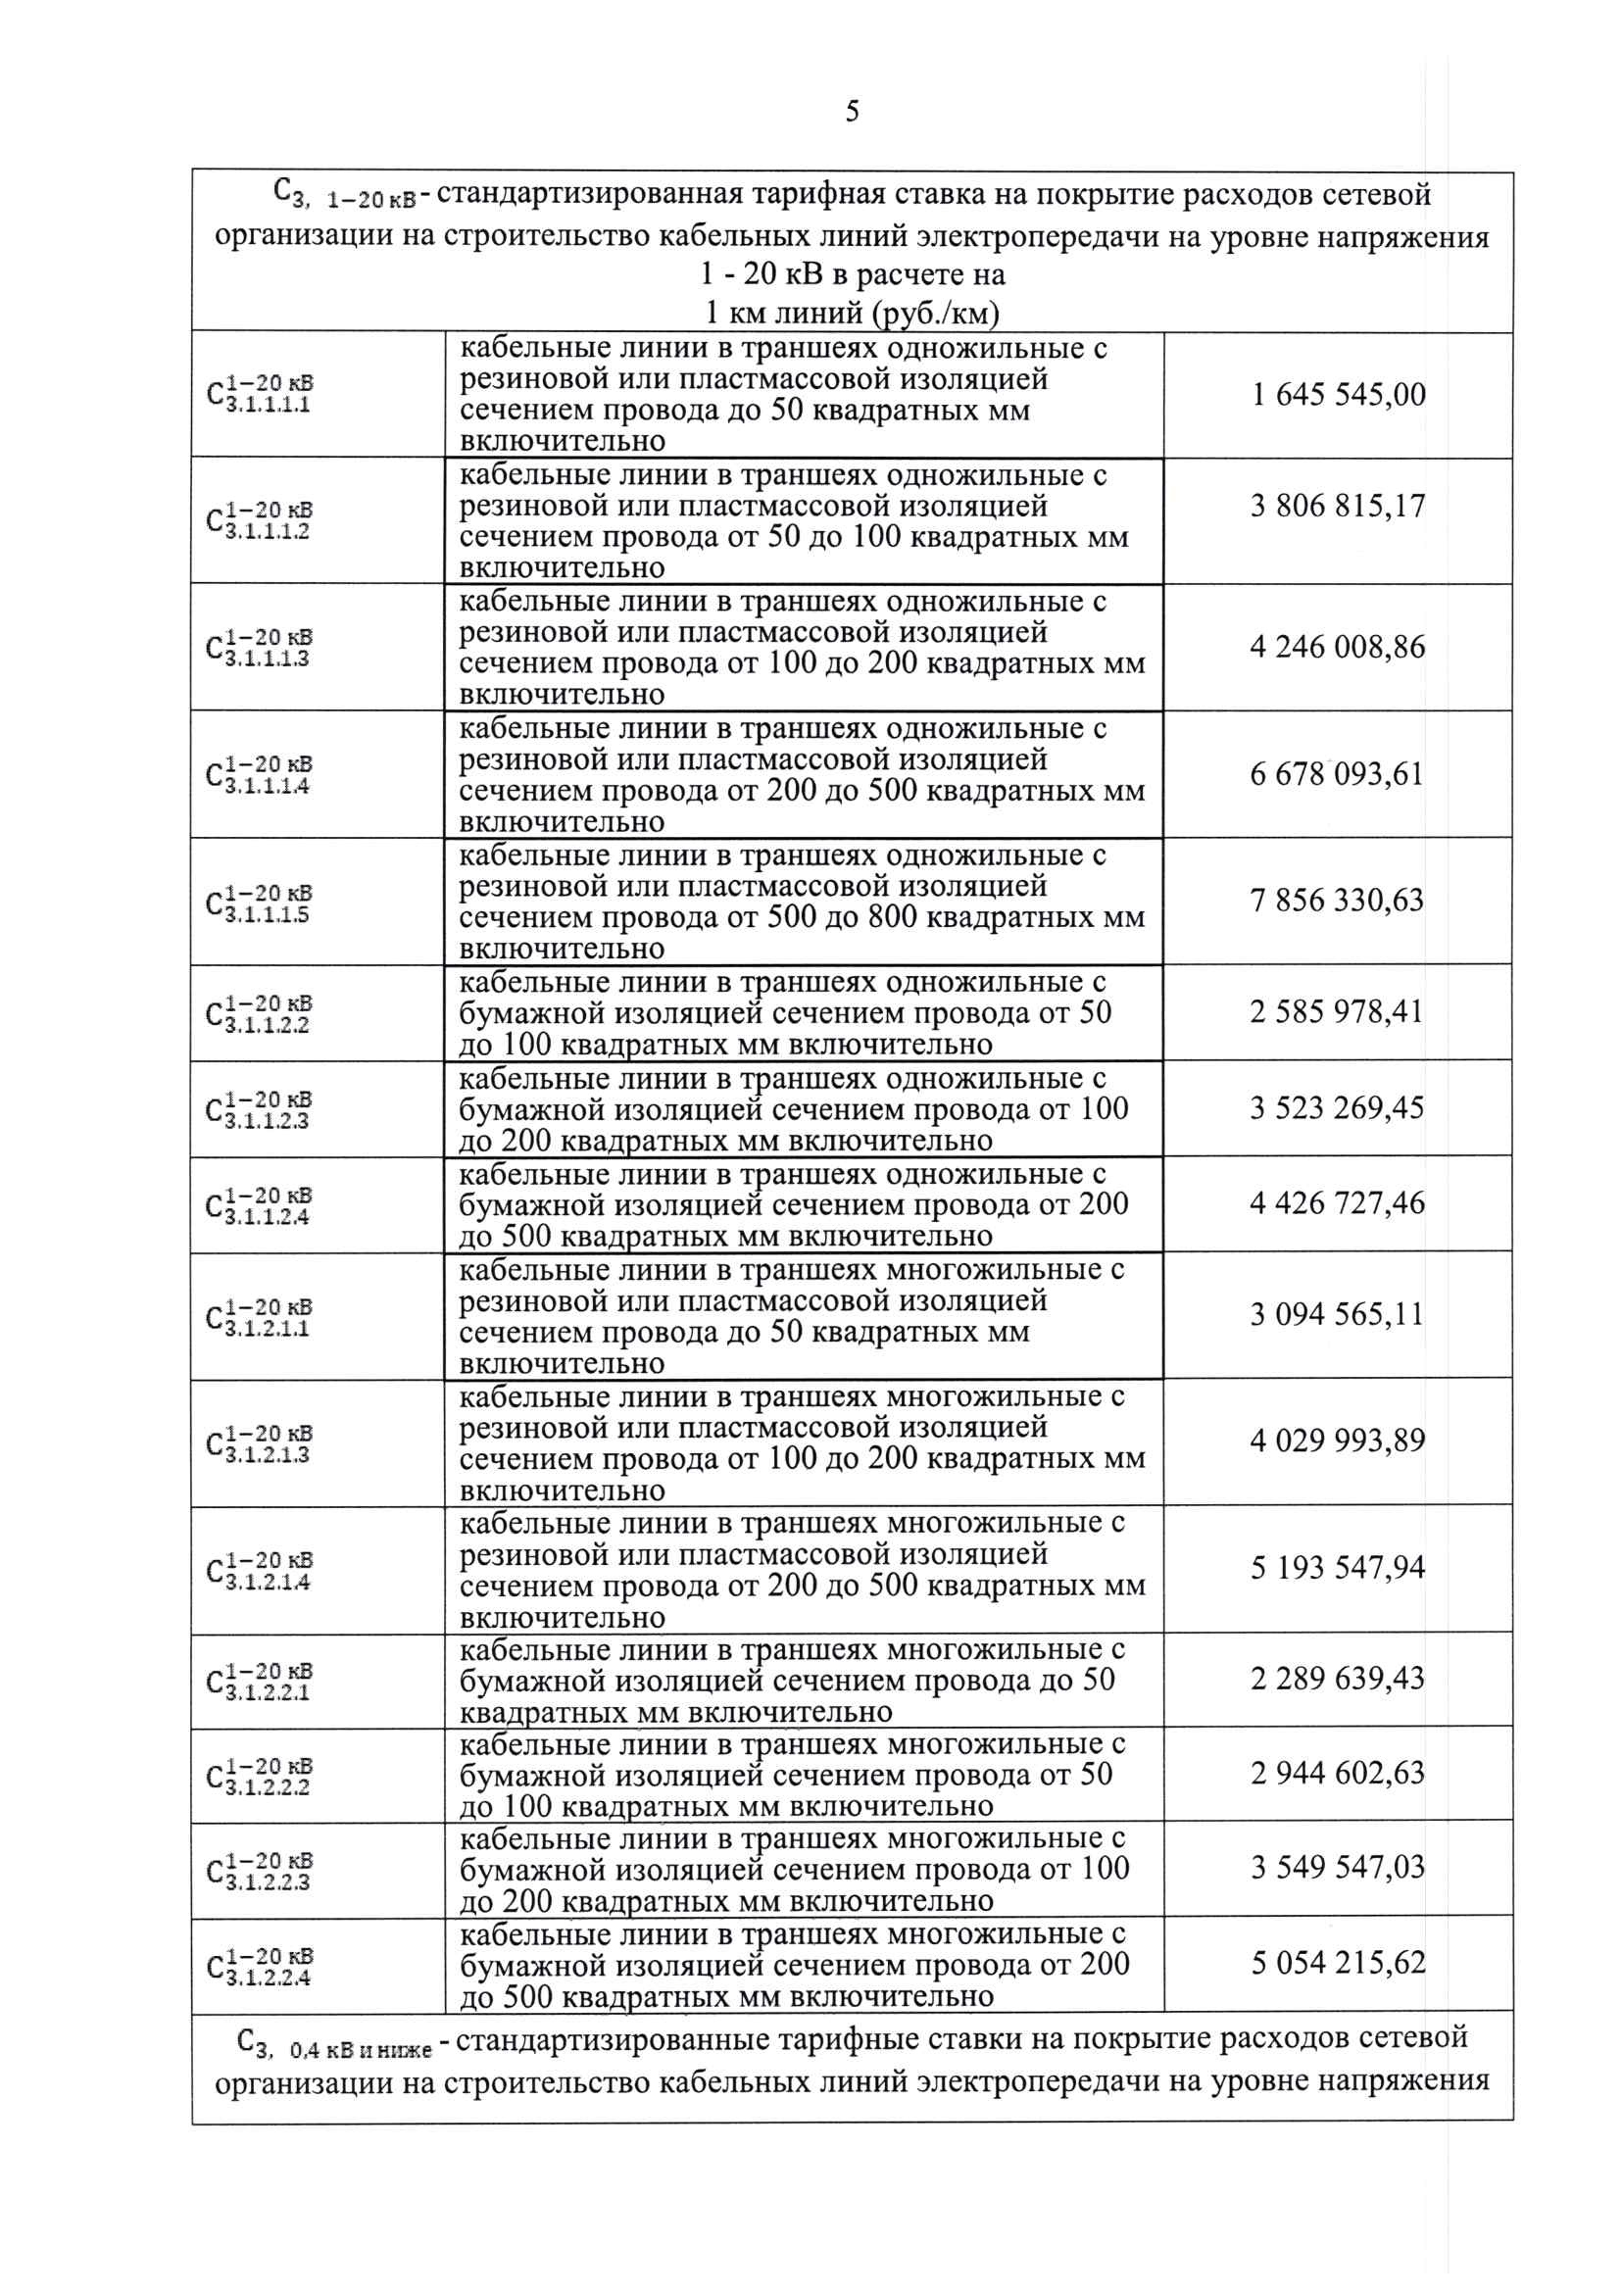 5
С3, 1−20 кВ - стандартизированная тарифная ставка на покрытие расходов сетевой
организации на строительство кабельных линий электропередачи на уровне напряжения
1 - 20 кВ в расчете на
1 км линий (руб./км)
С 1−20 кВ 3.1.1.1.1
кабельные линии в траншеях одножильные с
резиновой или пластмассовой изоляцией
сечением провода до 50 квадратных мм
включительно
1 645 545,00
С 1−20 кВ 3.1.1.1.2
кабельные линии в траншеях одножильные с
резиновой или пластмассовой изоляцией
сечением провода от 50 до 100 квадратных мм
включительно
3 806 815,17
С 1−20 кВ 3.1.1.1.3
кабельные линии в траншеях одножильные с
резиновой или пластмассовой изоляцией
сечением провода от 100 до 200 квадратных мм
включительно
4 246 008,86
С 1−20 кВ 3.1.1.1.4
кабельные линии в траншеях одножильные с
резиновой или пластмассовой изоляцией
сечением провода от 200 до 500 квадратных мм
включительно
6 678 093,61
С 1−20 кВ 3.1.1.1.5
кабельные линии в траншеях одножильные с
резиновой или пластмассовой изоляцией
сечением провода от 500 до 800 квадратных мм
включительно
7 856 330,63
С 1−20 кВ 3.1.1.2.2
кабельные линии в траншеях одножильные с
бумажной изоляцией сечением провода от 50
до 100 квадратных мм включительно
2 585 978,41
С 1−20 кВ 3.1.1.2.3
кабельные линии в траншеях одножильные с
бумажной изоляцией сечением провода от 100
до 200 квадратных мм включительно
3 523 269,45
С 1−20 кВ 3.1.1.2.4
кабельные линии в траншеях одножильные с
бумажной изоляцией сечением провода от 200
до 500 квадратных мм включительно
4 426 727,46
С 1−20 кВ 3.1.2.1.1
кабельные линии в траншеях многожильные с
резиновой или пластмассовой изоляцией
сечением провода до 50 квадратных мм
включительно
3 094 565,11
С 1−20 кВ 3.1.2.1.3
кабельные линии в траншеях многожильные с
резиновой или пластмассовой изоляцией
сечением провода от 100 до 200 квадратных мм
включительно
4 029 993,89
С 1−20 кВ 3.1.2.1.4
кабельные линии в траншеях многожильные с
резиновой или пластмассовой изоляцией
сечением провода от 200 до 500 квадратных мм
включительно
5 193 547,94
С 1−20 кВ 3.1.2.2.1
кабельные линии в траншеях многожильные с
бумажной изоляцией сечением провода до 50
квадратных мм включительно
2 289 639,43
С 1−20 кВ 3.1.2.2.2
кабельные линии в траншеях многожильные с
бумажной изоляцией сечением провода от 50
до 100 квадратных мм включительно
2 944 602,63
С 1−20 кВ 3.1.2.2.3
кабельные линии в траншеях многожильные с
бумажной изоляцией сечением провода от 100
до 200 квадратных мм включительно
3 549 547,03
С 1−20 кВ 3.1.2.2.4
кабельные линии в траншеях многожильные с
бумажной изоляцией сечением провода от 200
до 500 квадратных мм включительно
5 054 215,62
С3, 0,4 кВ и ниже - стандартизированные тарифные ставки на покрытие расходов сетевой
организации на строительство кабельных линий электропередачи на уровне напряжения